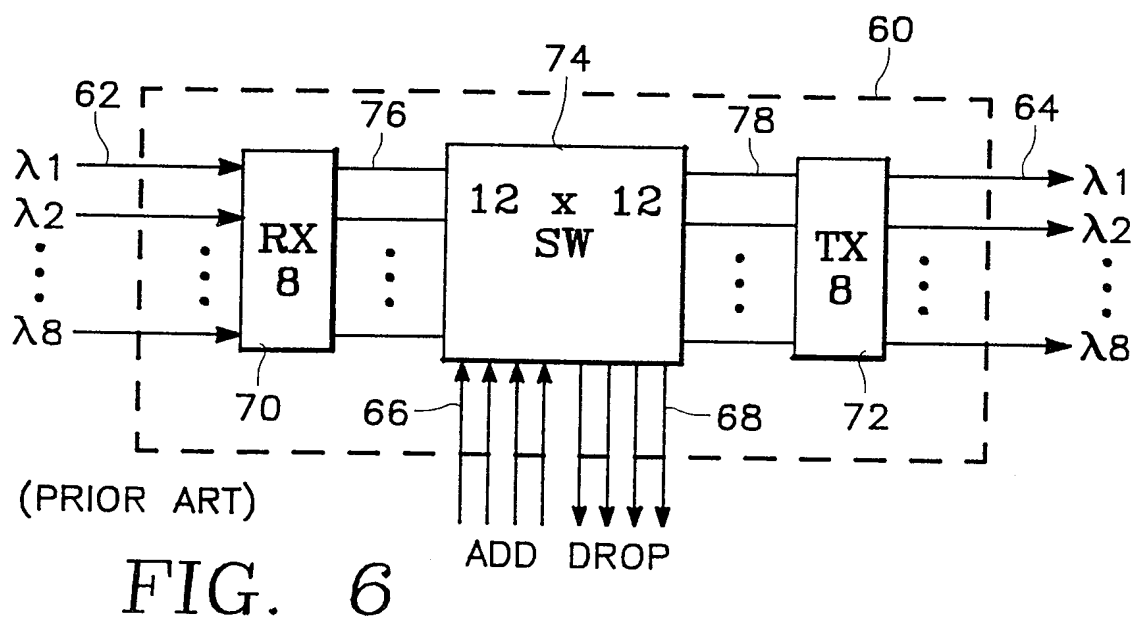 74
60
62
76
78
64
λ1
λ1
λ2
12 x 12
λ2
RX
SW
TX
8
8
λ8
λ8
70
66
68
72
(PRIOR ART)
ADD DROP
FIG. 6